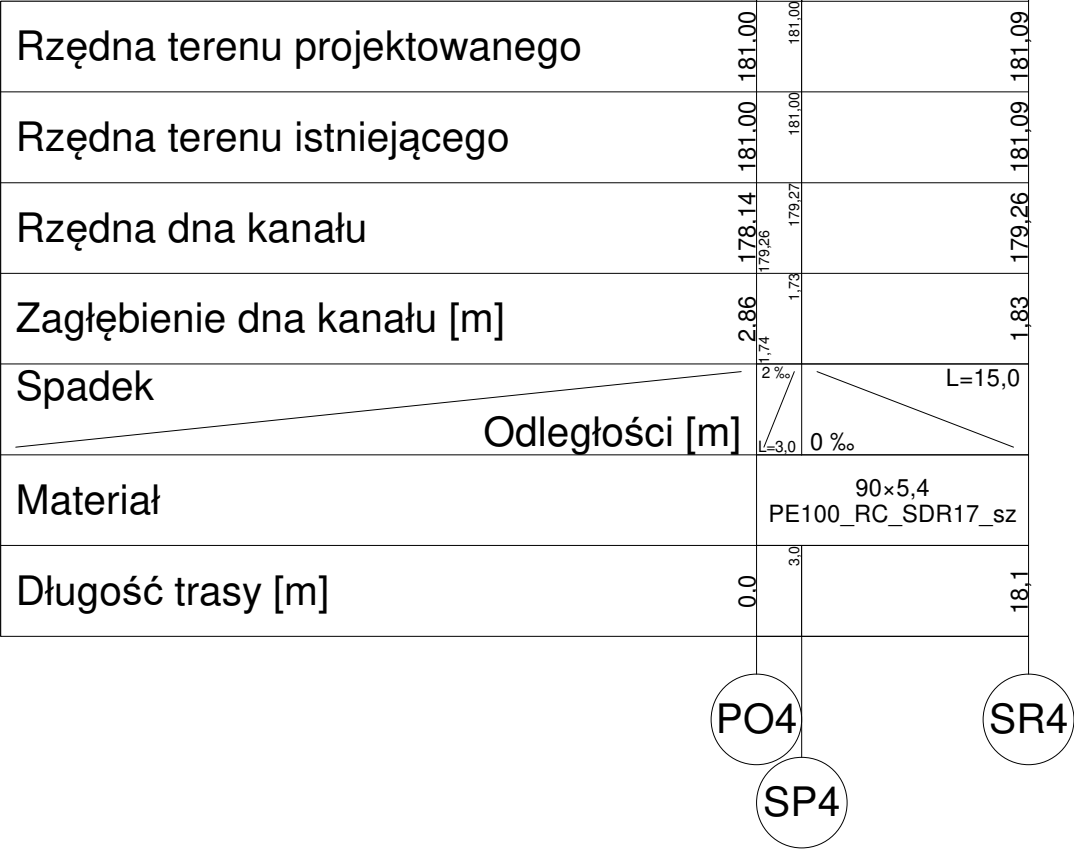 Rzędna terenu projektowanego 181.00 181,00 181,09
Rzędna terenu istniejącego 181.00 181,00 181,09
Rzędna dna kanału 178.14 179,26 179,27 179,26
Zagłębienie dna kanału [m] 2.86 1,74 1,73 1,83
Spadek 2 ‰ L=15,0
Odległości [m] L=3,0 0 ‰
Materiał 90×5,4
PE100_RC_SDR17_sz
Długość trasy [m] 0.0 3,0 18,1
PO4 SR4
SP4